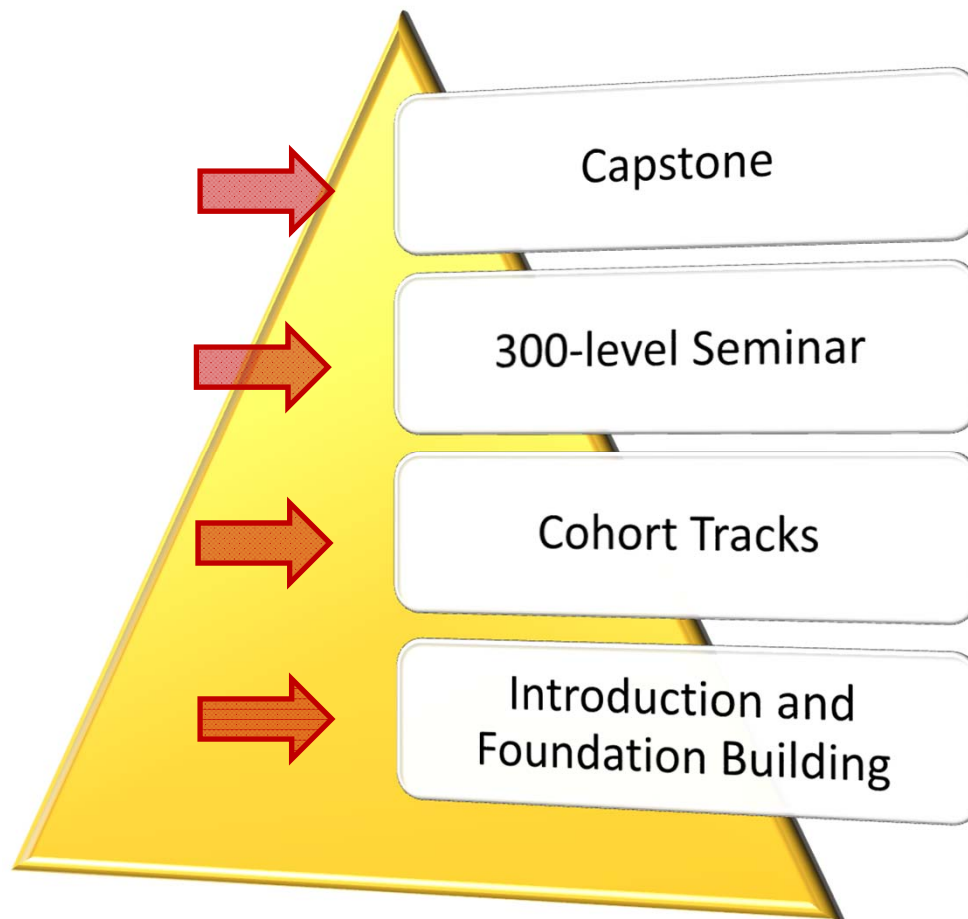 Capstone
300-level Seminar
Cohort Tracks
Introduction and
Foundation Building